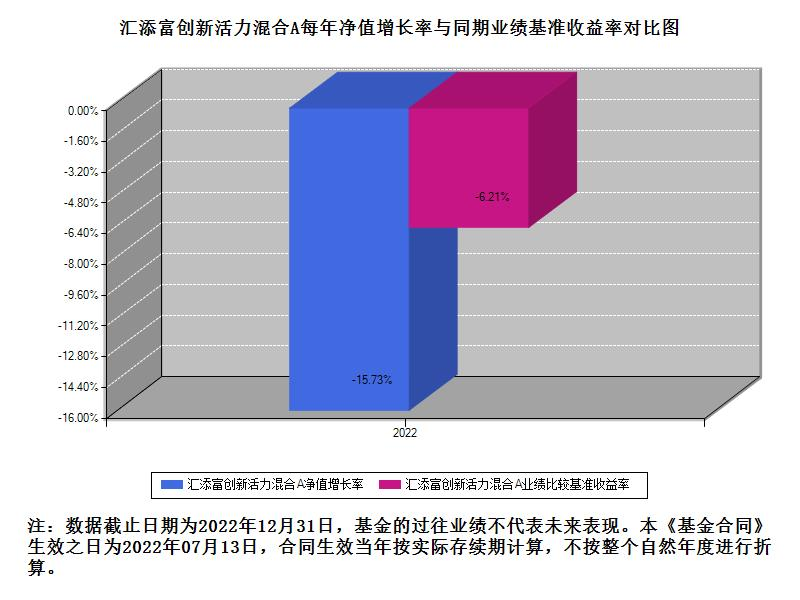 汇添富创新活力混合A每年净值增长率与同期业绩基准收益率对比图
0.00%
-1.60%
-3.20%
-4.80%
-6.40%
-8.00%
-9.60%
-11.20%
-12.80%
-14.40%
-16.00%
-6.21%
-15.73%
2022
汇添富创新活力混合A净值增长率 汇添富创新活力混合A业绩比较基准收益率
注：数据截止日期为2022年12月31日，基金的过往业绩不代表未来表现。本《基金合同》
生效之日为2022年07月13日，合同生效当年按实际存续期计算，不按整个自然年度进行折
算。